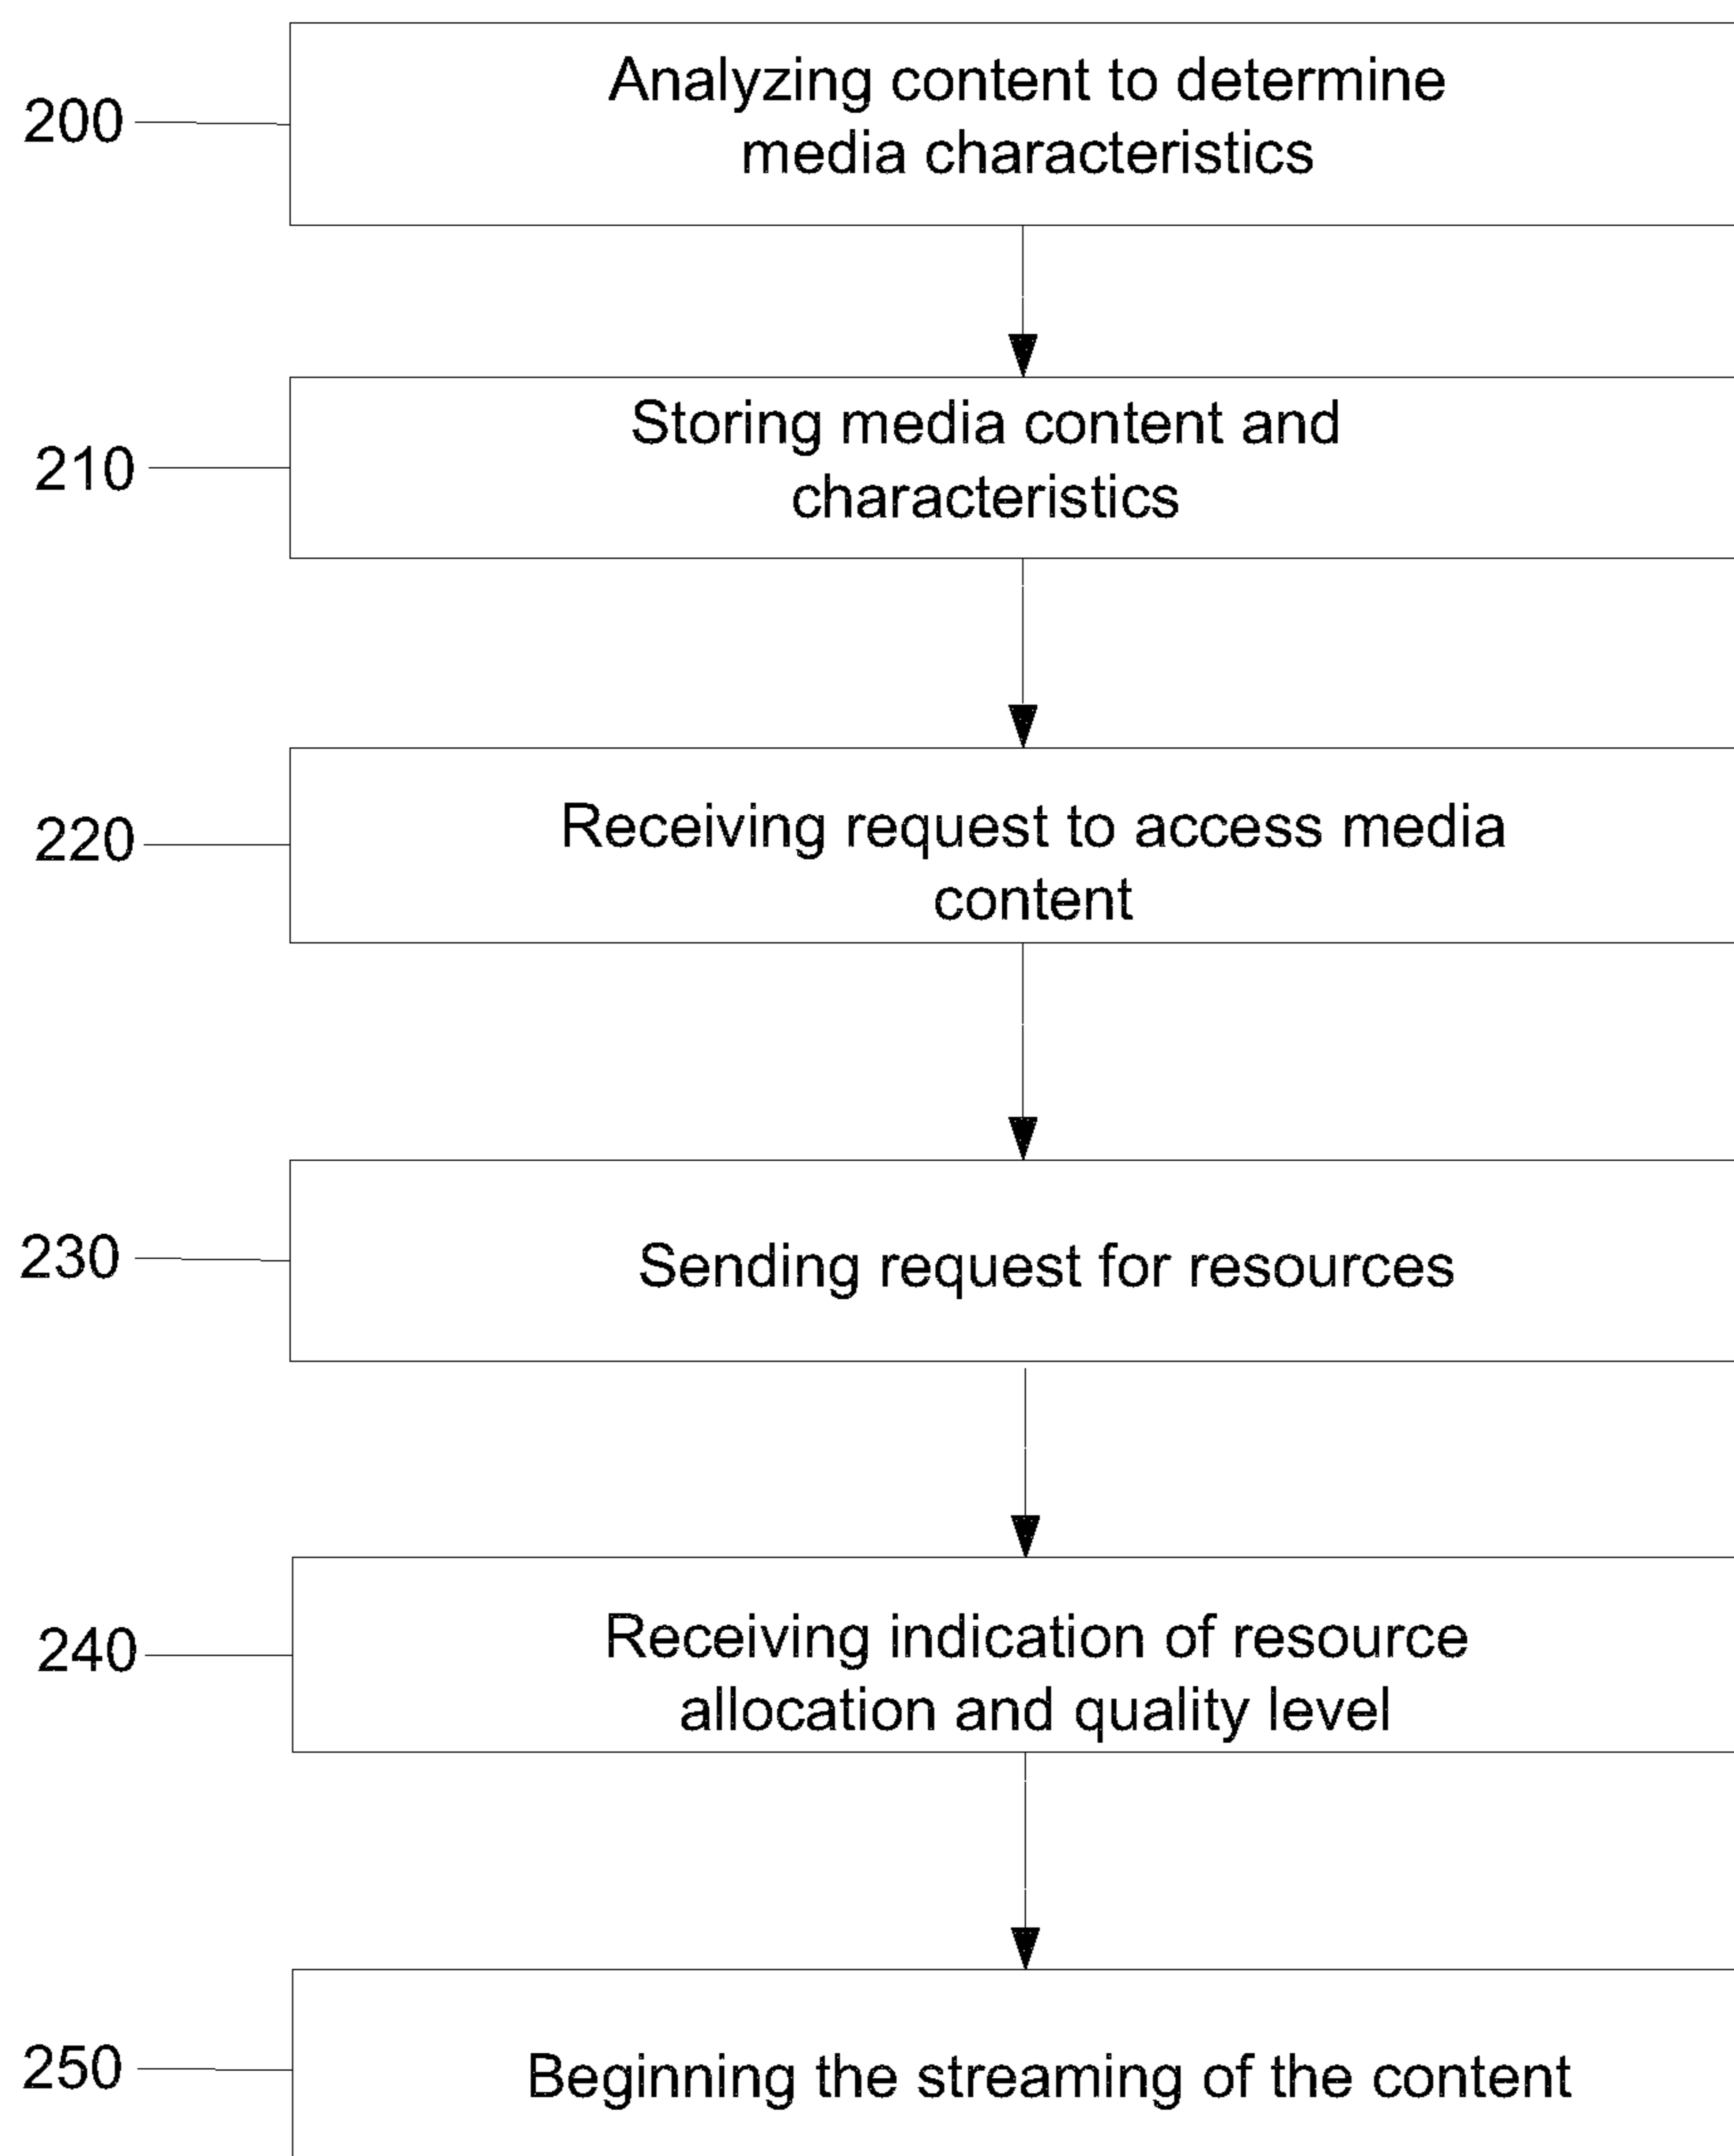 200
Analyzing content to determine
media characteristics
210
Storing media content and
characteristics
220
Receiving request to access media
content
230
Sending request for resources
240
Receiving indication of resource
allocation and quality level
250
Beginning the streaming of the content